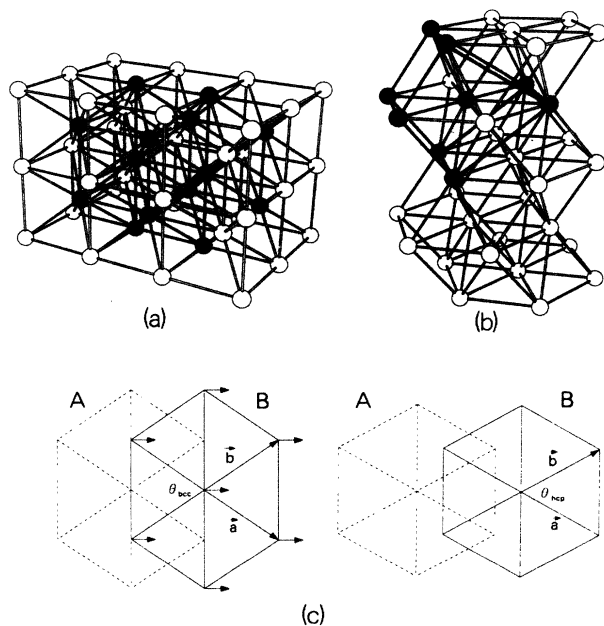 (a)
(b)
A B A B
b⃗ b⃗
θbcc θhcp
a⃗ a⃗
(c)